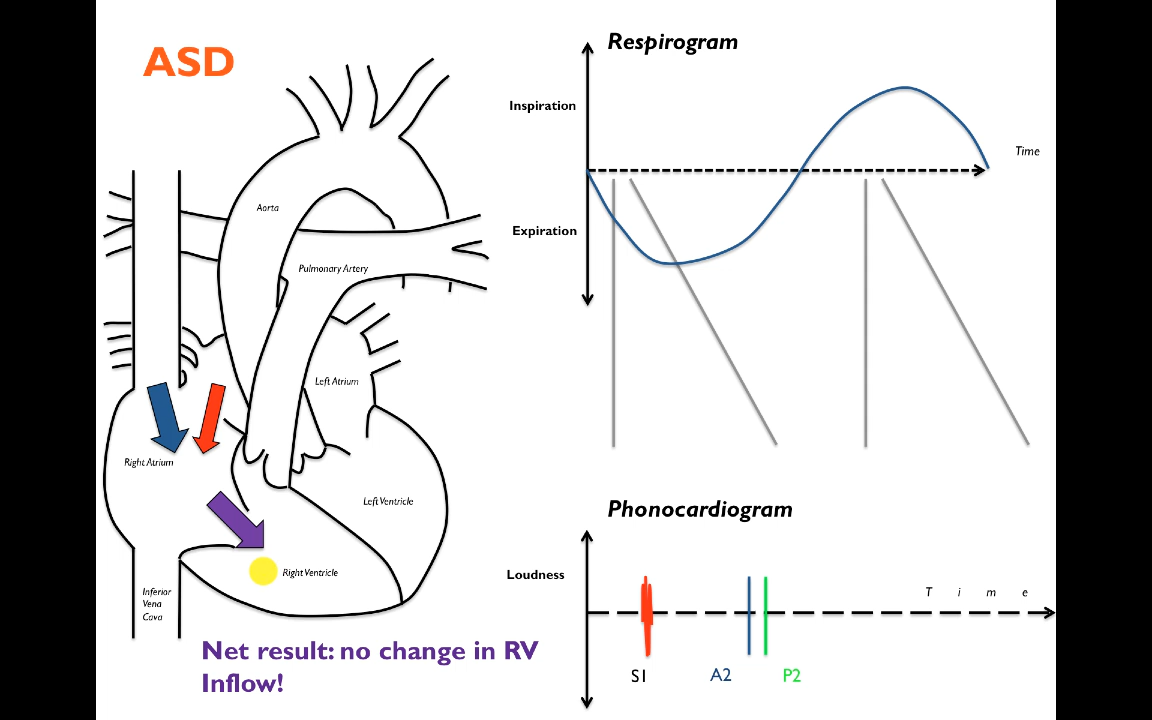 ASD
Aorta
Pulmonary Artery
Left Atrium
Right Atrium
Left Ventricle
Right Ventricle
Inferior
Vena
Cava
Net result: no change in RV
Inflow!
Respirogram
Inspiration
Time
Expiration
Phonocardiogram
Loudness
T i m e
S1
A2
P2